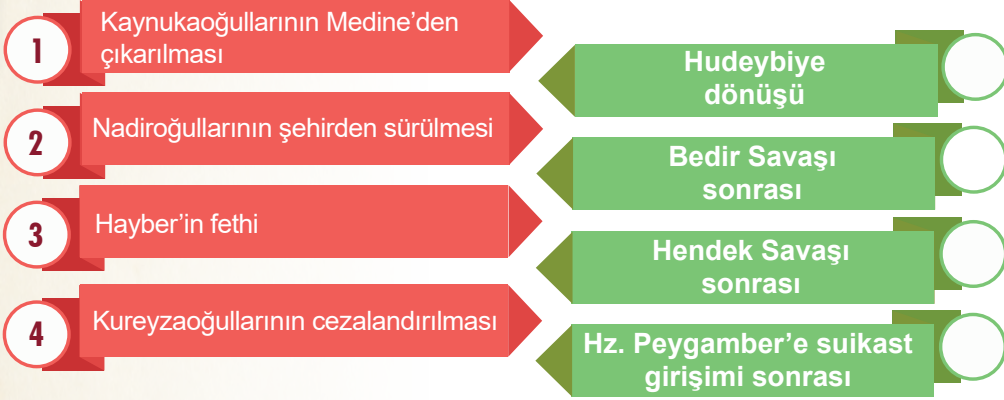 1
Kaynukaoğullarının Medine’den
çıkarılması
2
Nadiroğullarının şehirden sürülmesi
3
Hayber’in fethi
4
Kureyzaoğullarının cezalandırılması
Hudeybiye
dönüşü
Bedir Savaşı
sonrası
Hendek Savaşı
sonrası
Hz. Peygamber’e suikast
girişimi sonrası